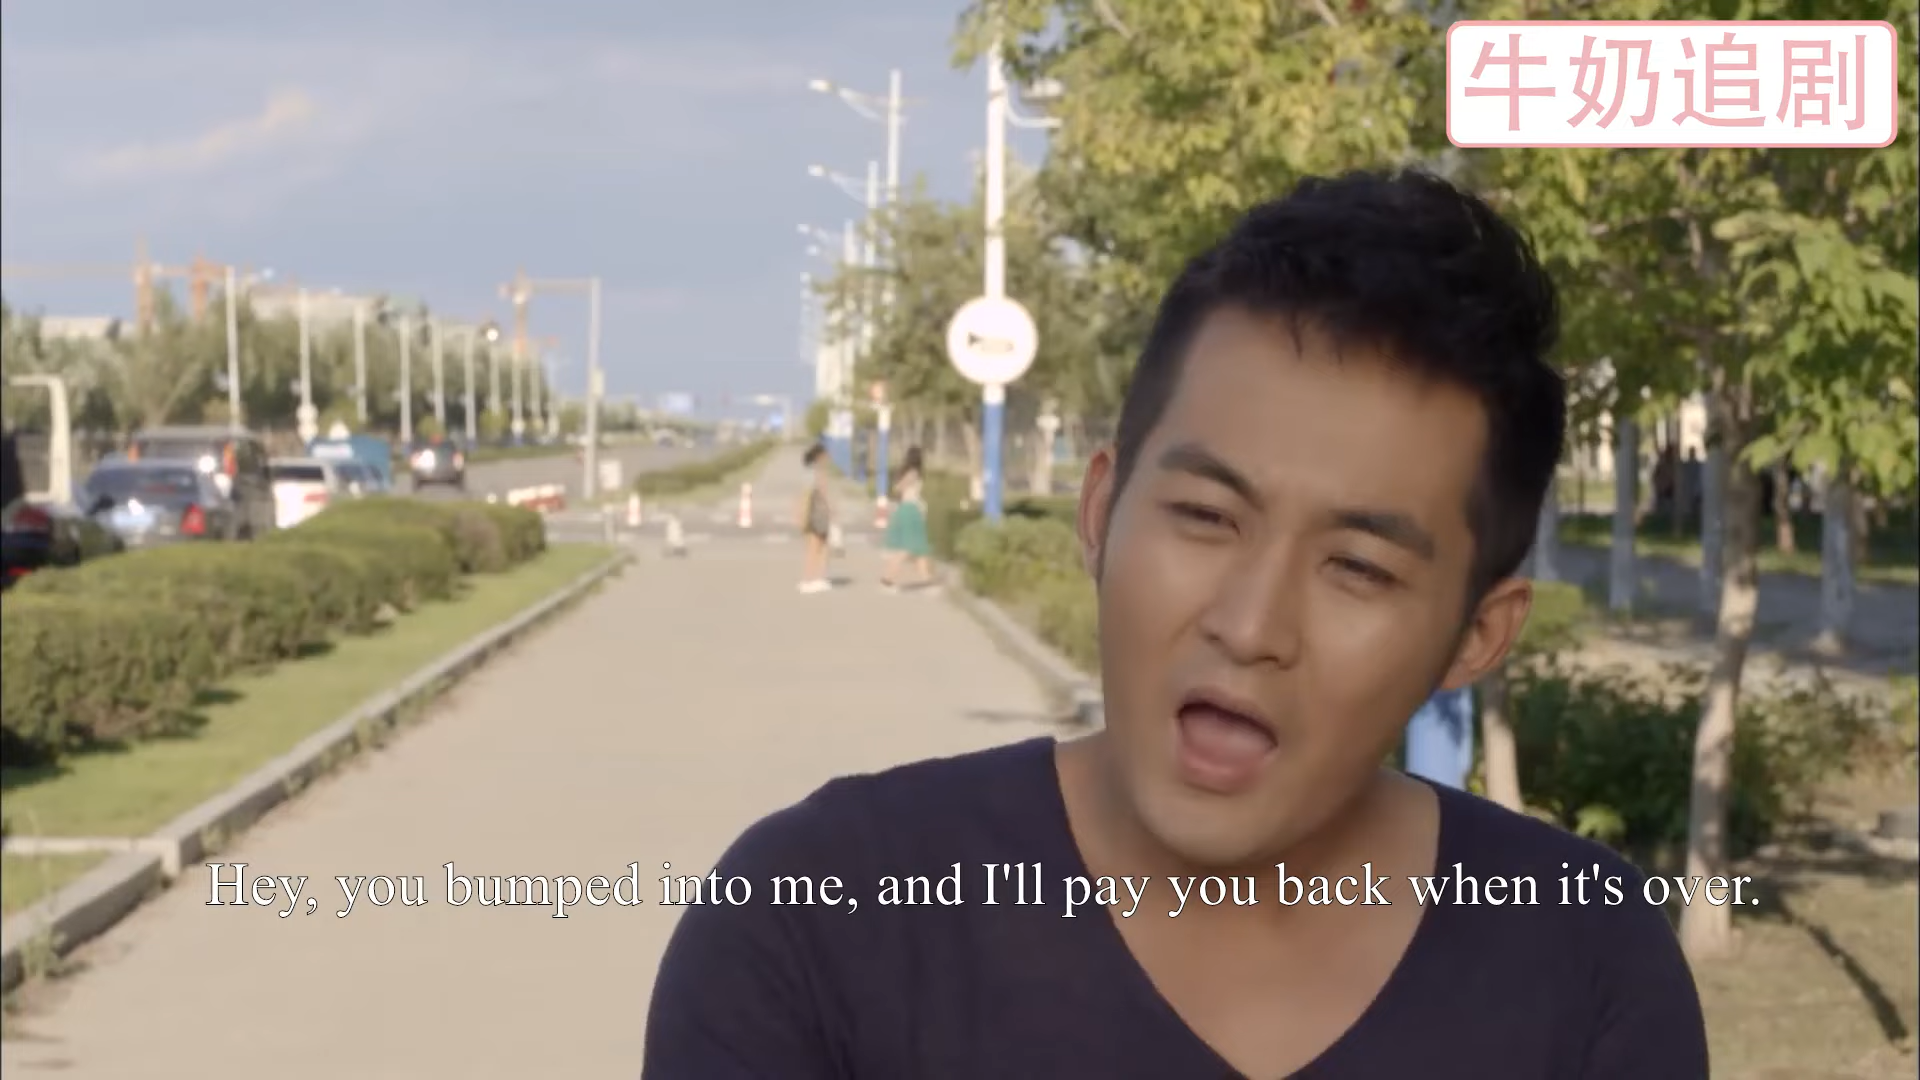 牛奶追剧
Hey, you bumped into me, and I'll pay you back when it's over.